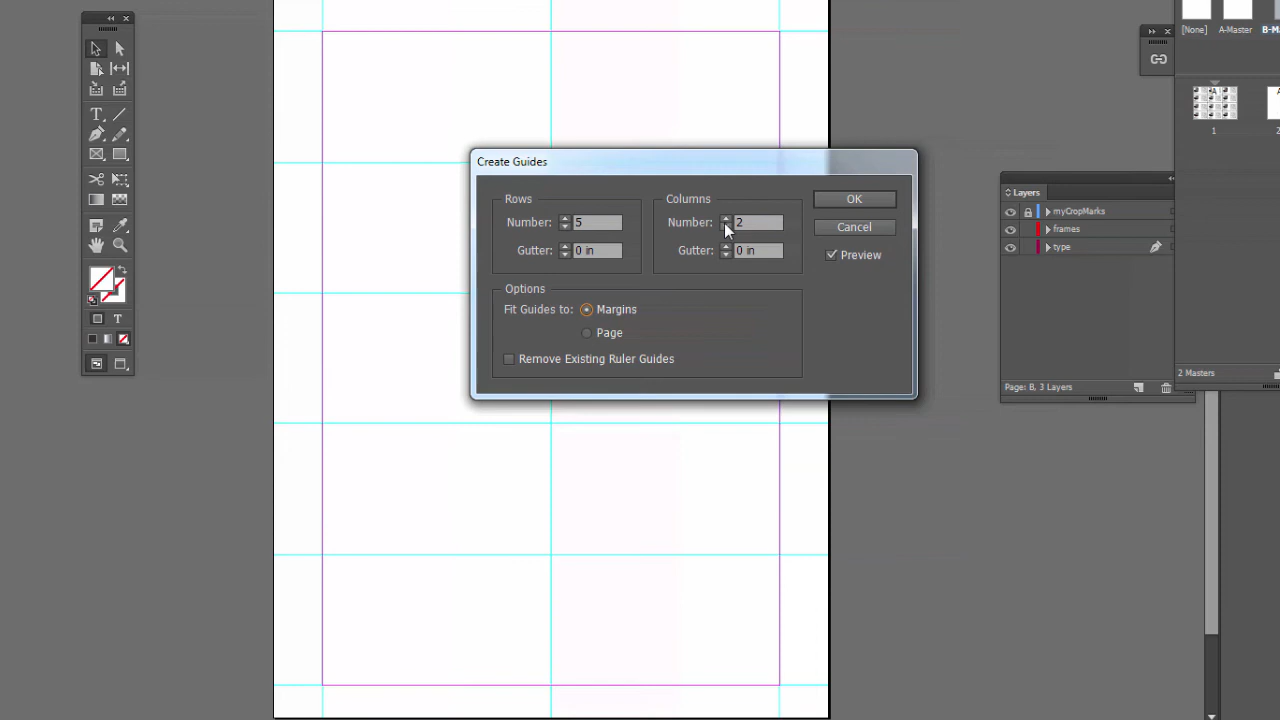 [None]
A-Master
B-Ma
1
2
Create Guides
Rows
Number: 5
Gutter: 0 in
Columns
Number: 2
Gutter: 0 in
OK
Cancel
Preview
Options
Fit Guides to: Margins
Page
Remove Existing Ruler Guides
Layers
myCropMarks
frames
type
Page: B, 3 Layers
2 Masters
T
T